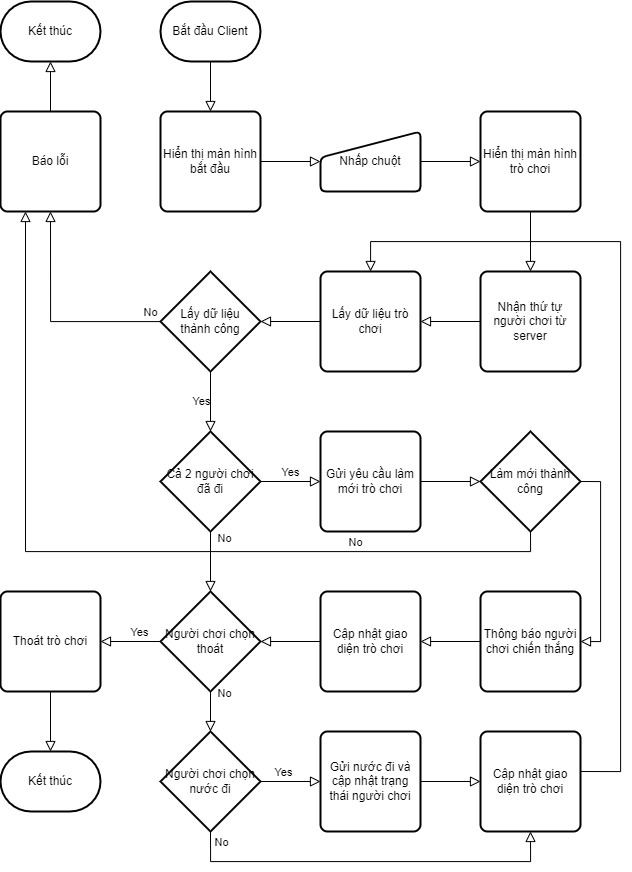 Kết thúc
Bắt đầu Client
Báo lỗi
Hiển thị màn hình
bắt đầu
Nhấp chuột
Hiển thị màn hình
trò chơi
No
Lấy dữ liệu
thành công
Lấy dữ liệu trò
chơi
Nhận thứ tự
người chơi từ
server
Yes
Cả 2 người chơi
đã đi
Yes
Gửi yêu cầu làm
mới trò chơi
Làm mới thành
công
No
No
Thoát trò chơi
Yes
Người chơi chọn
thoát
Cập nhật giao
diện trò chơi
Thông báo người
chơi chiến thắng
No
Kết thúc
Người chơi chọn
nước đi
Yes
Gửi nước đi và
cập nhật trạng
thái người chơi
Cập nhật giao
diện trò chơi
No